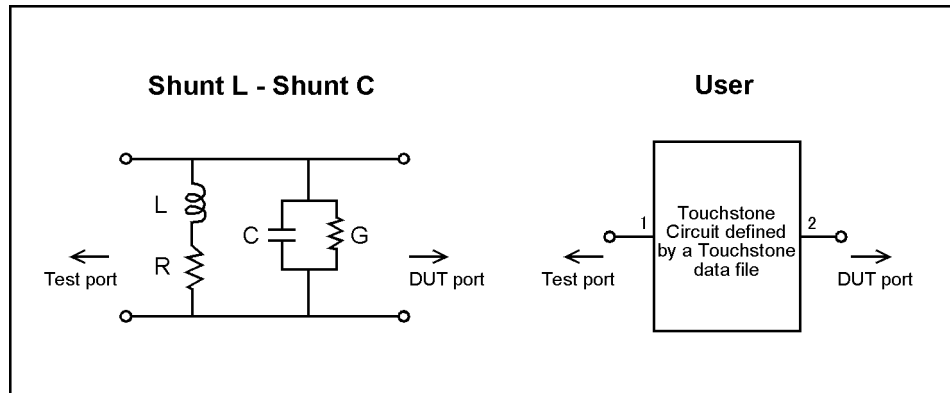 Shunt L - Shunt C
L
R
C
G
Test port
DUT port
User
1
Touchstone
Circuit defined
by a Touchstone
data file
2
Test port
DUT port